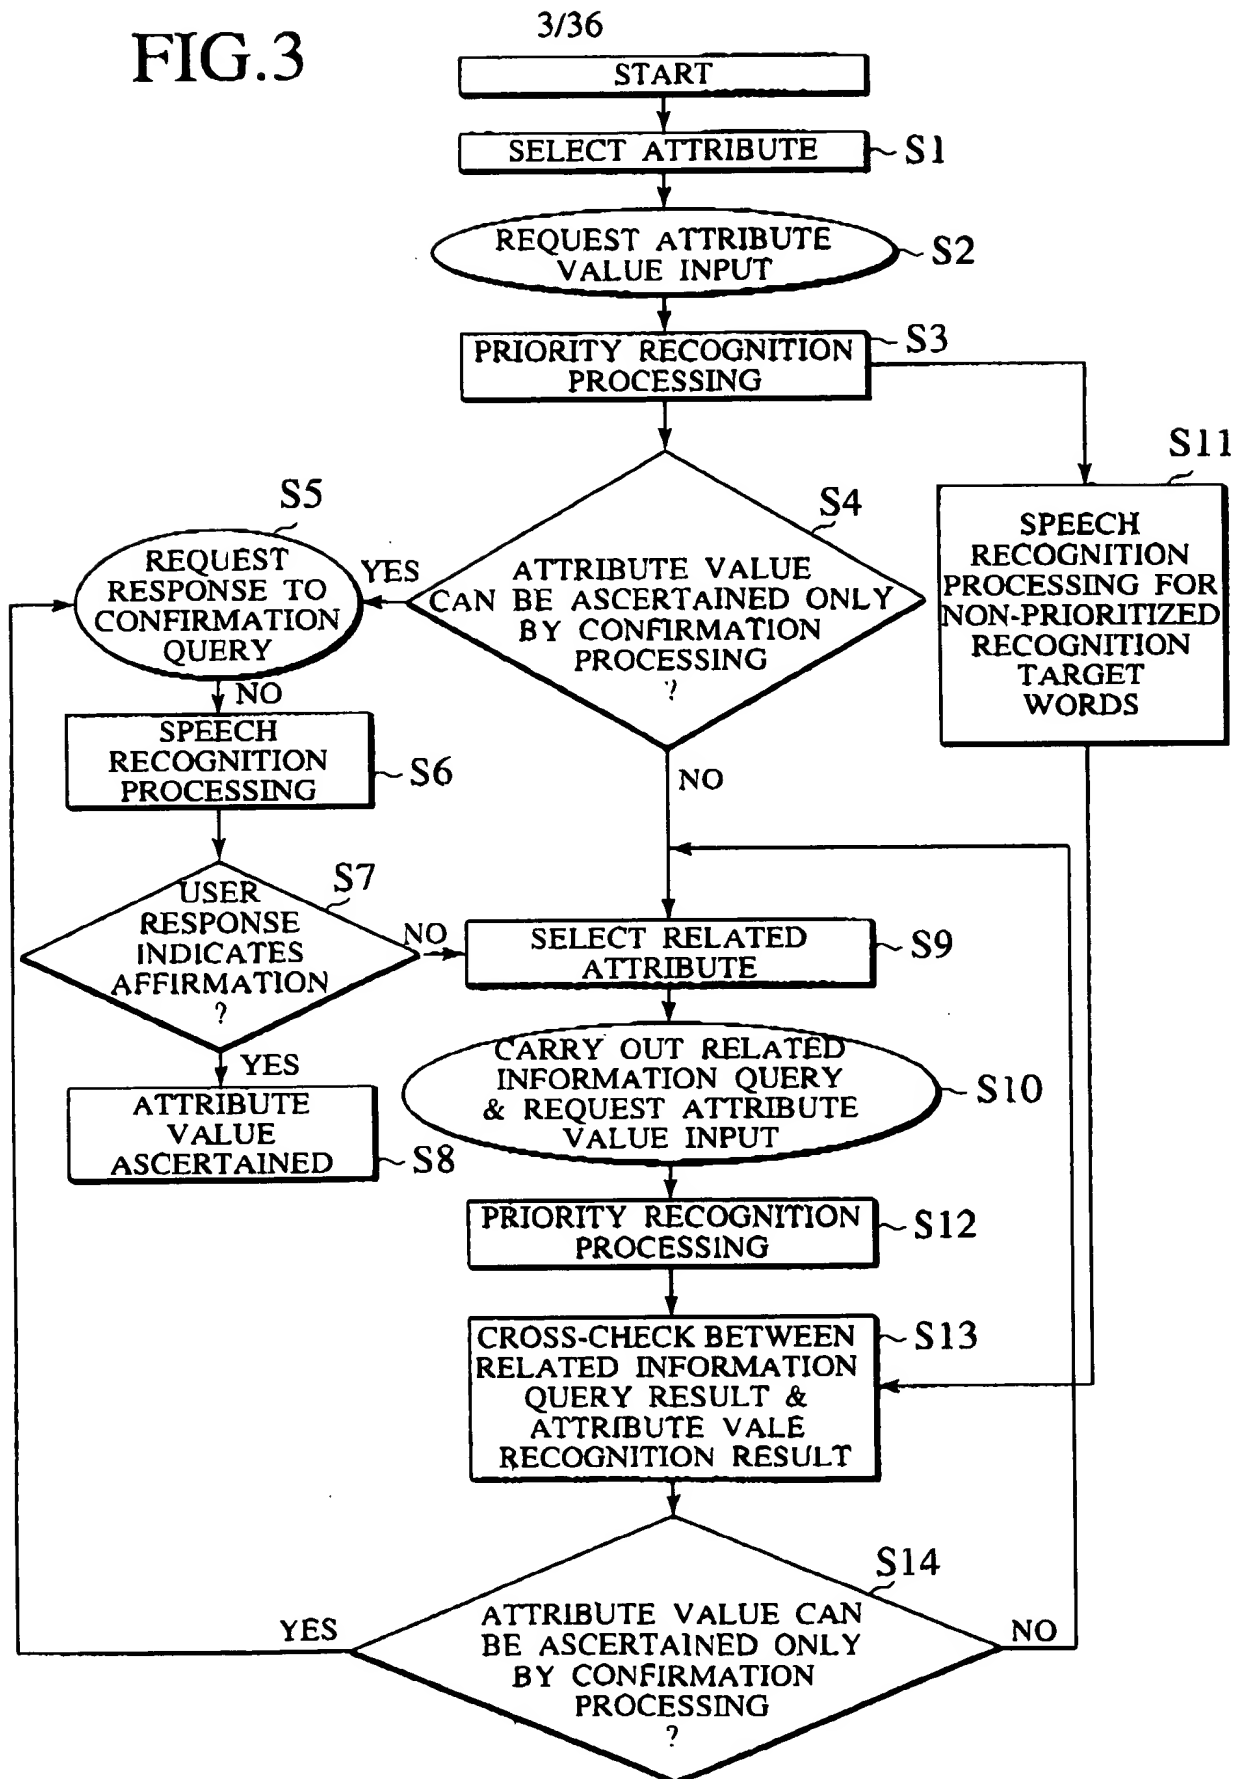 3/36
FIG.3
START
SELECT ATTRIBUTE
S1
REQUEST ATTRIBUTE
VALUE INPUT
S2
PRIORITY RECOGNITION
PROCESSING
S3
S11
SPEECH
RECOGNITION
PROCESSING FOR
NON-PRIORITIZED
RECOGNITION
TARGET
WORDS
S4
ATTRIBUTE VALUE
CAN BE ASCERTAINED ONLY
BY CONFIRMATION
PROCESSING
?
YES
NO
S5
REQUEST
RESPONSE TO
CONFIRMATION
QUERY
NO
SPEECH
RECOGNITION
PROCESSING
S6
S7
USER
RESPONSE
INDICATES
AFFIRMATION
?
NO
YES
ATTRIBUTE
VALUE
ASCERTAINED
S8
SELECT RELATED
ATTRIBUTE
S9
CARRY OUT RELATED
INFORMATION QUERY
& REQUEST ATTRIBUTE
VALUE INPUT
S10
PRIORITY RECOGNITION
PROCESSING
S12
CROSS-CHECK BETWEEN
RELATED INFORMATION
QUERY RESULT &
ATTRIBUTE VALE
RECOGNITION RESULT
S13
S14
ATTRIBUTE VALUE CAN
BE ASCERTAINED ONLY
BY CONFIRMATION
PROCESSING
?
YES
NO